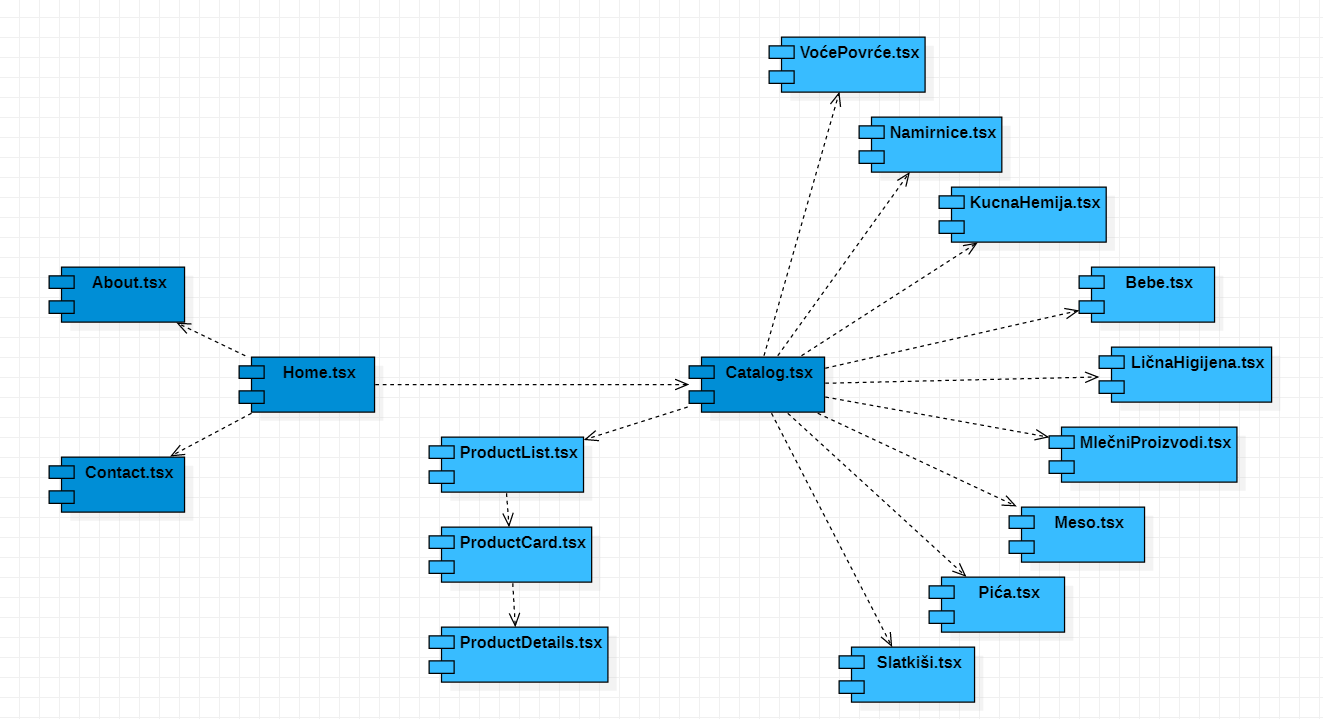 VoćePovrće.tsx
Namirnice.tsx
KucnaHemija.tsx
About.tsx
Bebe.tsx
Home.tsx
Catalog.tsx
LičnaHigijena.tsx
Contact.tsx
ProductList.tsx
MlečniProizvodi.tsx
ProductCard.tsx
Meso.tsx
Pića.tsx
ProductDetails.tsx
Slatkiši.tsx